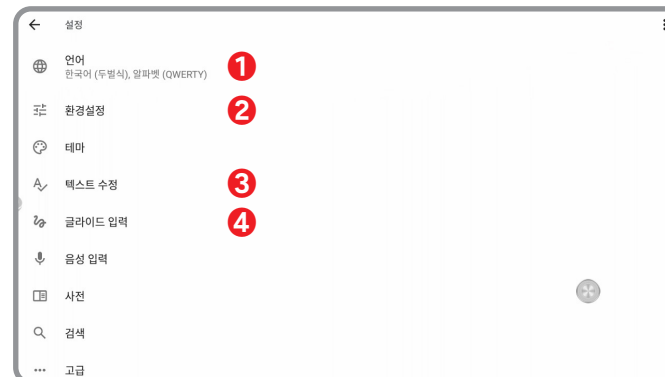 설정
언어 1
한국어 (두벌식), 알파벳 (QWERTY)
환경설정 2
테마
텍스트 수정 3
글라이드 입력 4
음성 입력
사전
검색
고급